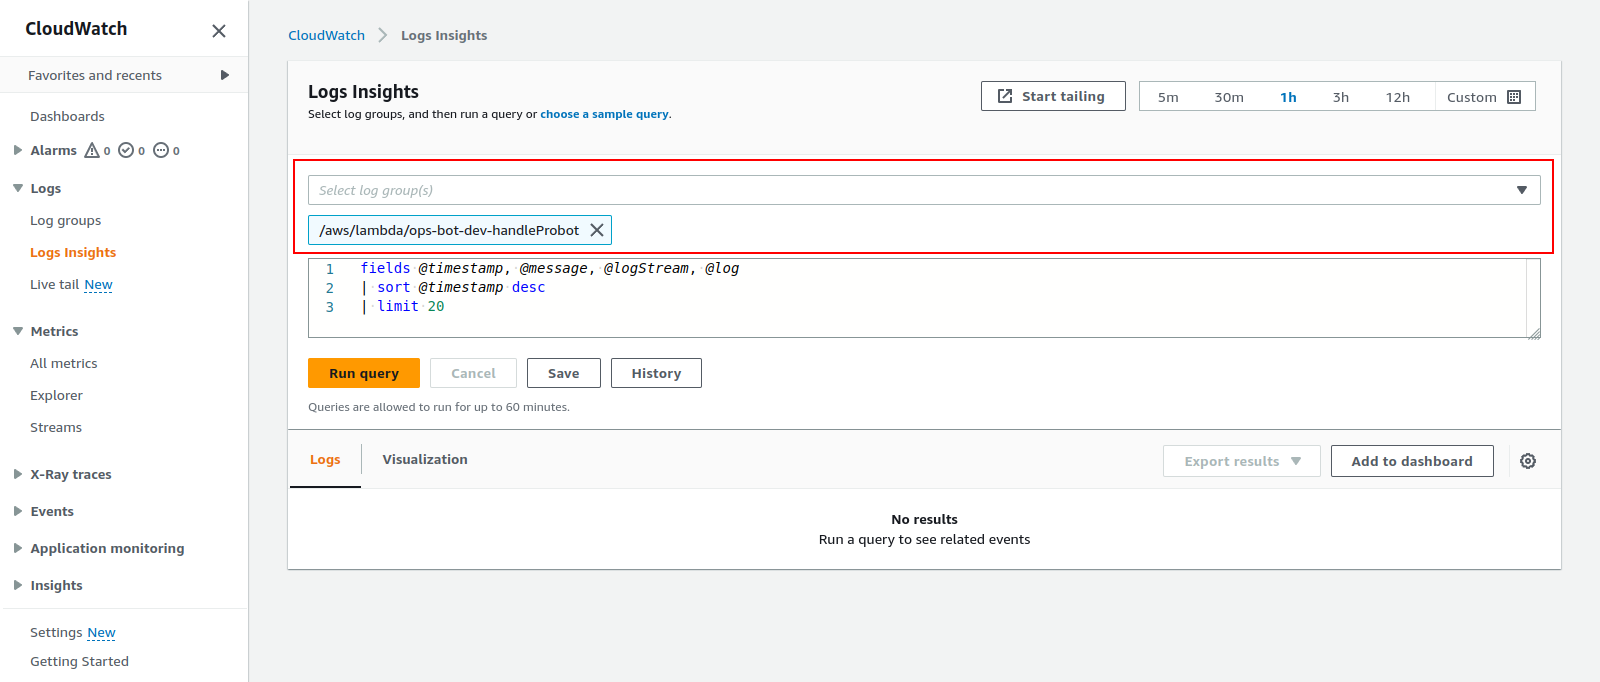 CloudWatch
Favorites and recents
Dashboards
Alarms 0 0 0
Logs
Log groups
Logs Insights
Live tail New
Metrics
All metrics
Explorer
Streams
X-Ray traces
Events
Application monitoring
Insights
Settings New
Getting Started
CloudWatch Logs Insights
Logs Insights
Select log groups, and then run a query or choose a sample query.
Start tailing
5m 30m 1h 3h 12h Custom
Select log group(s)
/aws/lambda/ops-bot-dev-handleProbot
1 fields @timestamp, @message, @logStream, @log
2 | sort @timestamp desc
3 | limit 20
Run query Cancel Save History
Queries are allowed to run for up to 60 minutes.
Logs Visualization
Export results Add to dashboard
No results
Run a query to see related events